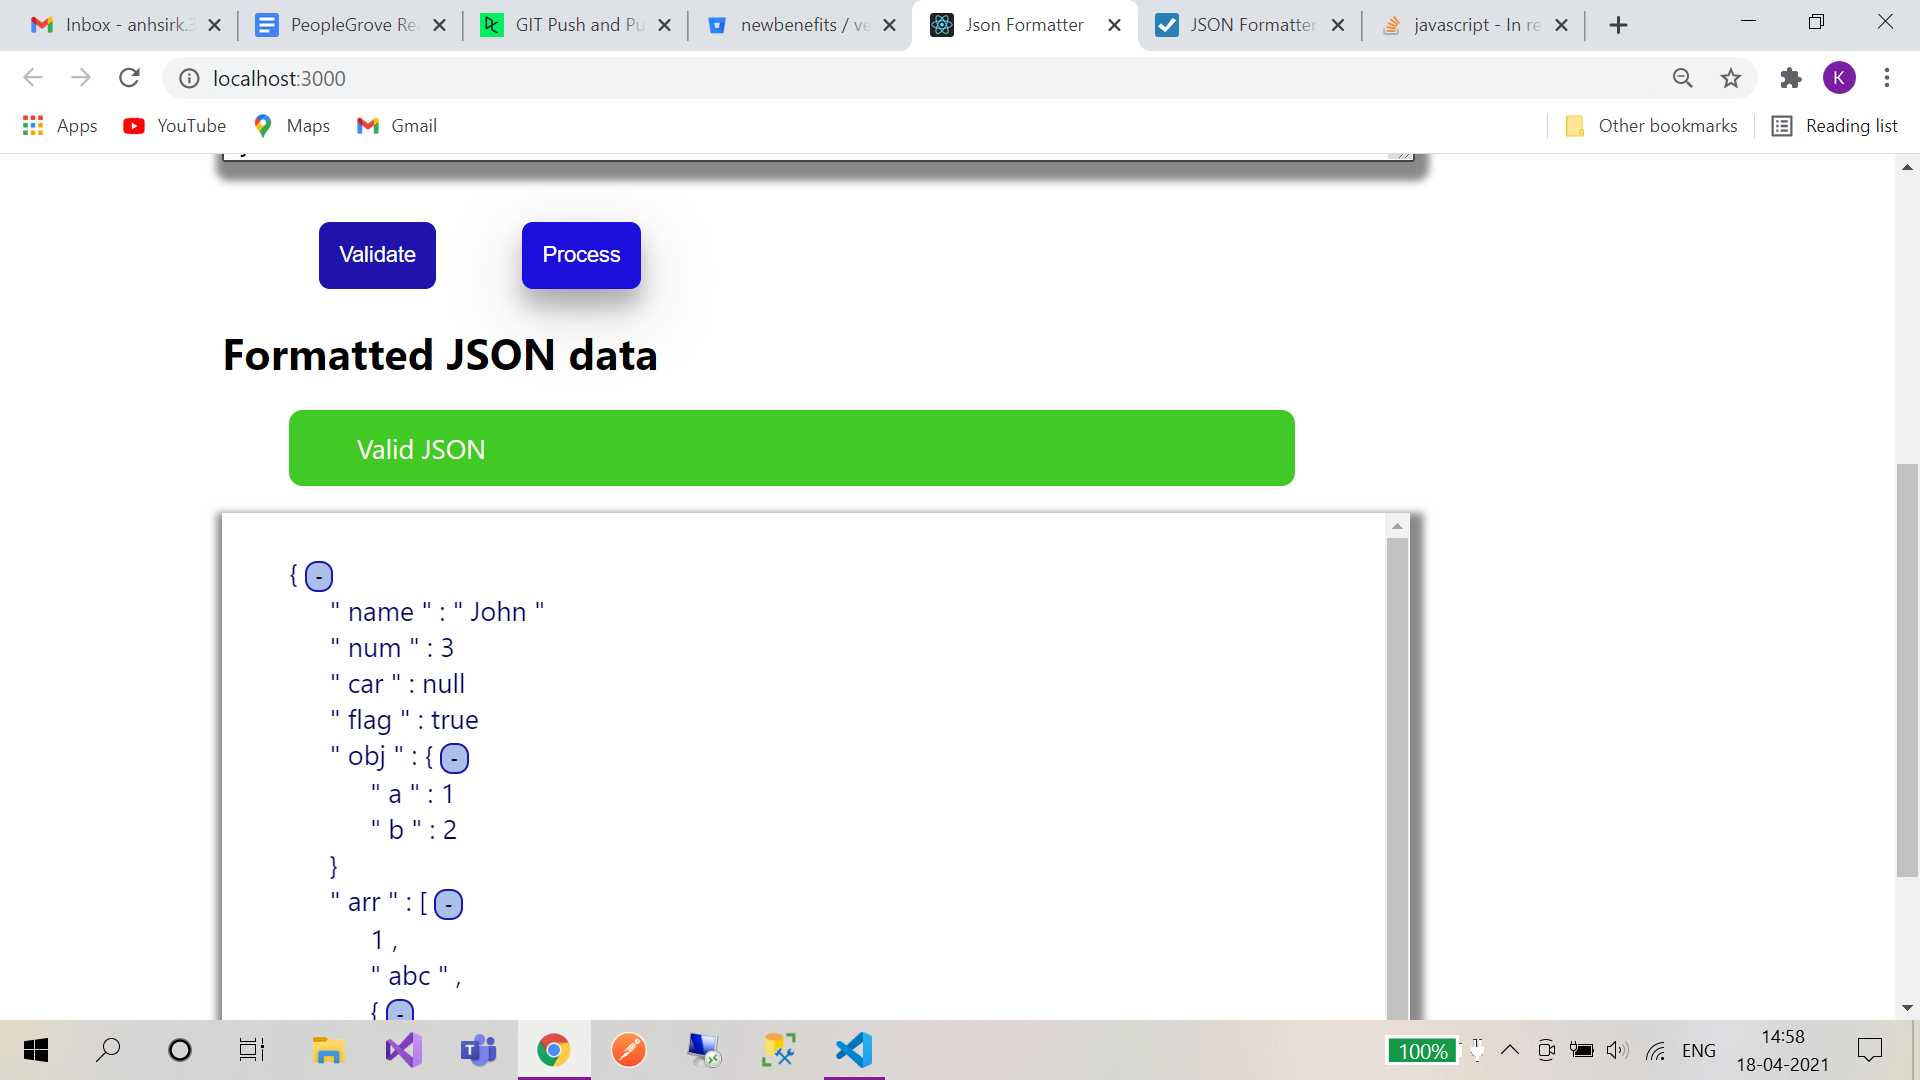 Inbox - anhsirk.3
PeopleGrove Rea
GIT Push and Pu
newbenefits / ve
Json Formatter
JSON Formatter
javascript - In re
localhost:3000
K
Apps
YouTube
Maps
Gmail
Other bookmarks
Reading list
Validate
Process
Formatted JSON data
Valid JSON
{ -
" name " : " John "
" num " : 3
" car " : null
" flag " : true
" obj " : { -
" a " : 1
" b " : 2
}
" arr " : [ -
1 ,
" abc " ,
{ -
100%
ENG
14:58
18-04-2021